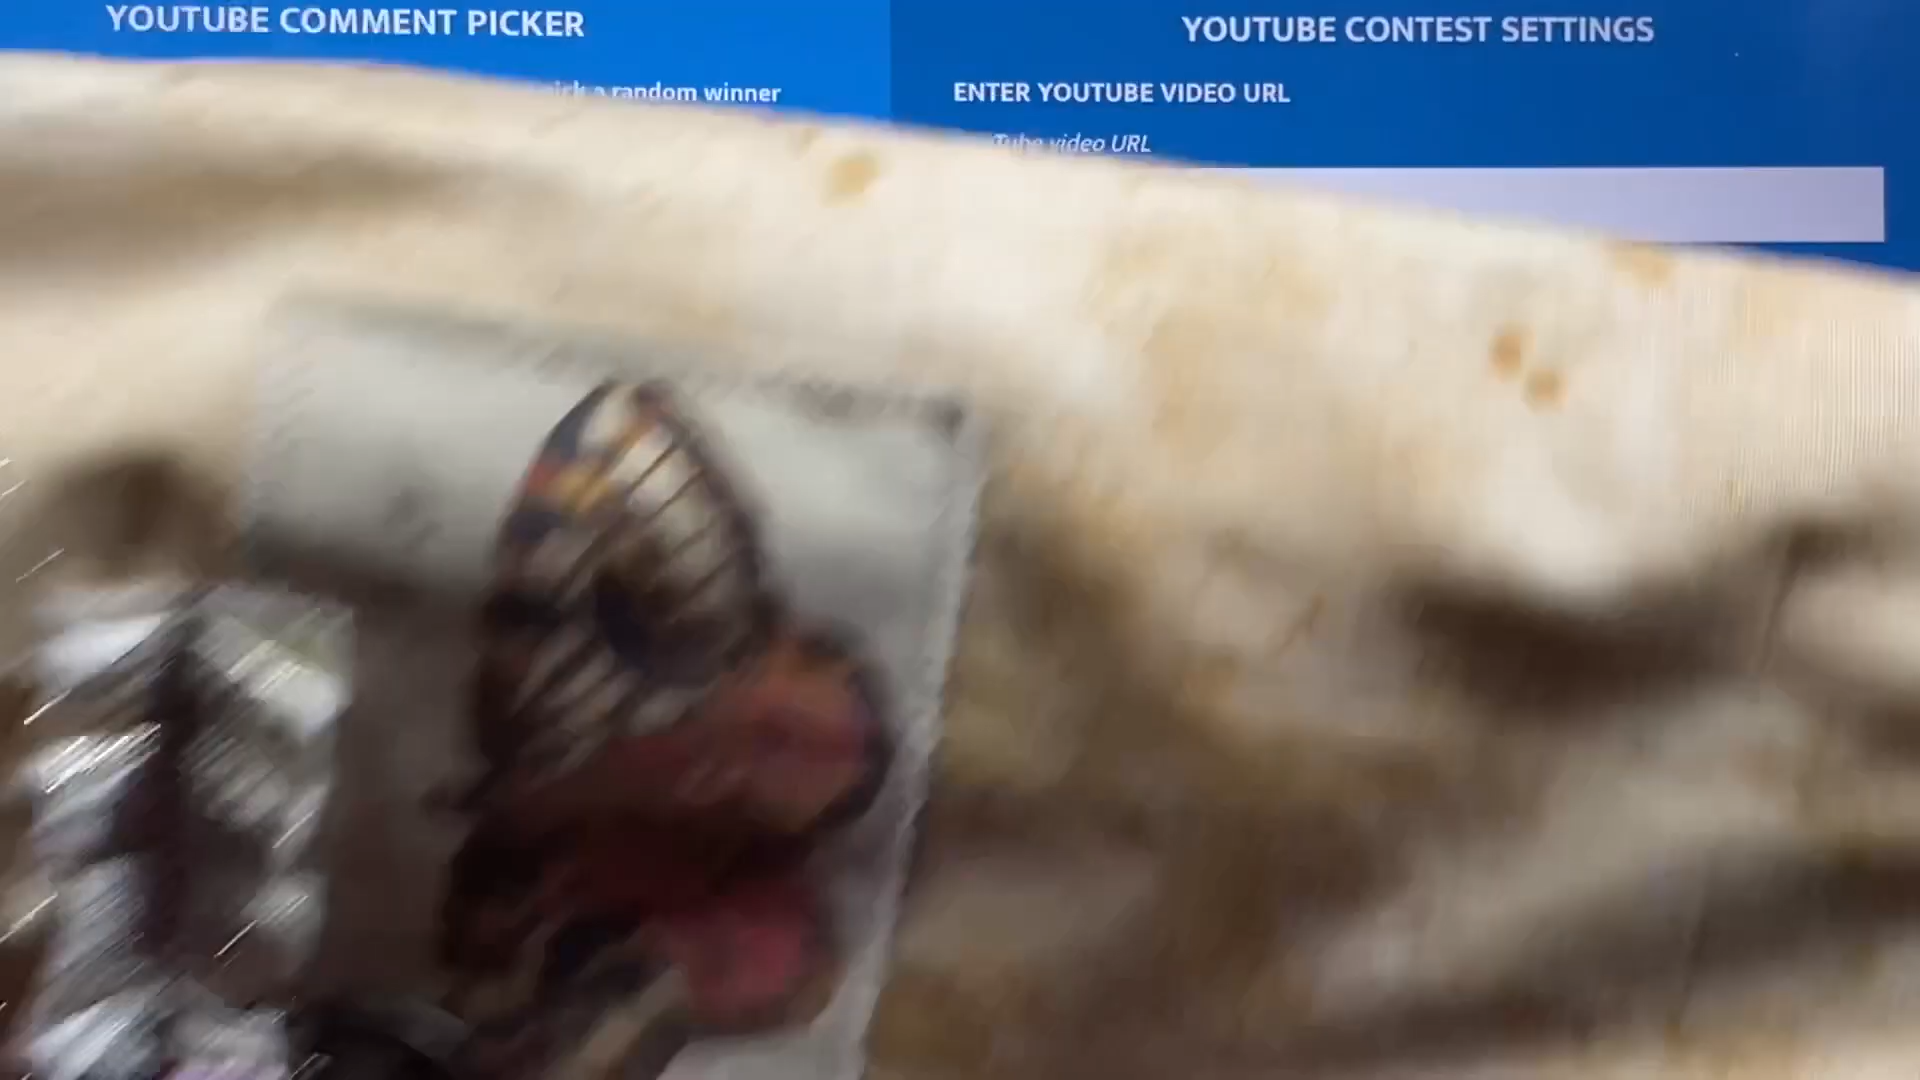 YOUTUBE COMMENT PICKER
random winner
YOUTUBE CONTEST SETTINGS
ENTER YOUTUBE VIDEO URL
video URL